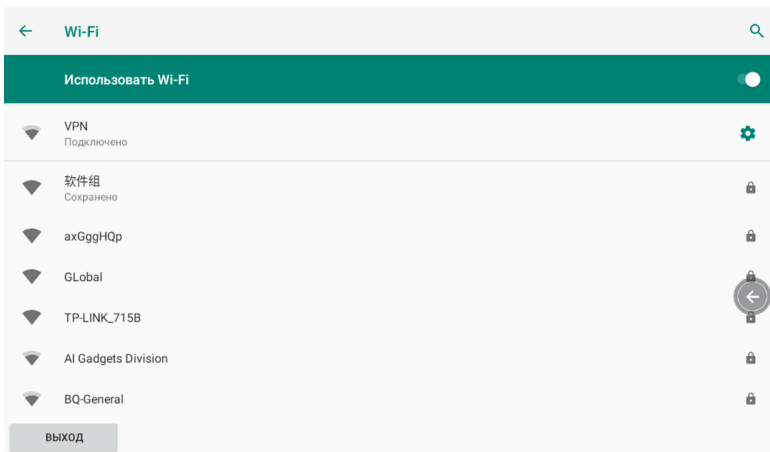 Wi-Fi
Использовать Wi-Fi
VPN
Подключено
软件组
Сохранено
axGggHQp
GLobal
TP-LINK_715B
AI Gadgets Division
BQ-General
ВЫХОД